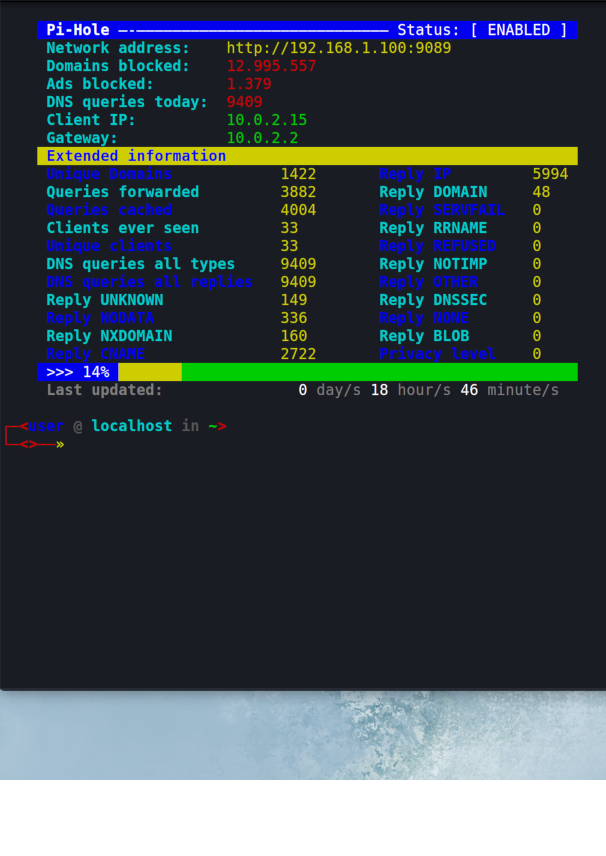 Pi-Hole —-———————————————————————————— Status: [ ENABLED ]
Network address: http://192.168.1.100:9089
Domains blocked: 12.995.557
Ads blocked: 1.379
DNS queries today: 9409
Client IP: 10.0.2.15
Gateway: 10.0.2.2
Extended information
Unique Domains 1422 Reply IP 5994
Queries forwarded 3882 Reply DOMAIN 48
Queries cached 4004 Reply SERVFAIL 0
Clients ever seen 33 Reply RRNAME 0
Unique clients 33 Reply REFUSED 0
DNS queries all types 9409 Reply NOTIMP 0
DNS queries all replies 9409 Reply OTHER 0
Reply UNKNOWN 149 Reply DNSSEC 0
Reply NODATA 336 Reply NONE 0
Reply NXDOMAIN 160 Reply BLOB 0
Reply CNAME 2722 Privacy level 0
>>> 14%
Last updated: 0 day/s 18 hour/s 46 minute/s
┌─<user @ localhost in ~>
└─<>──»